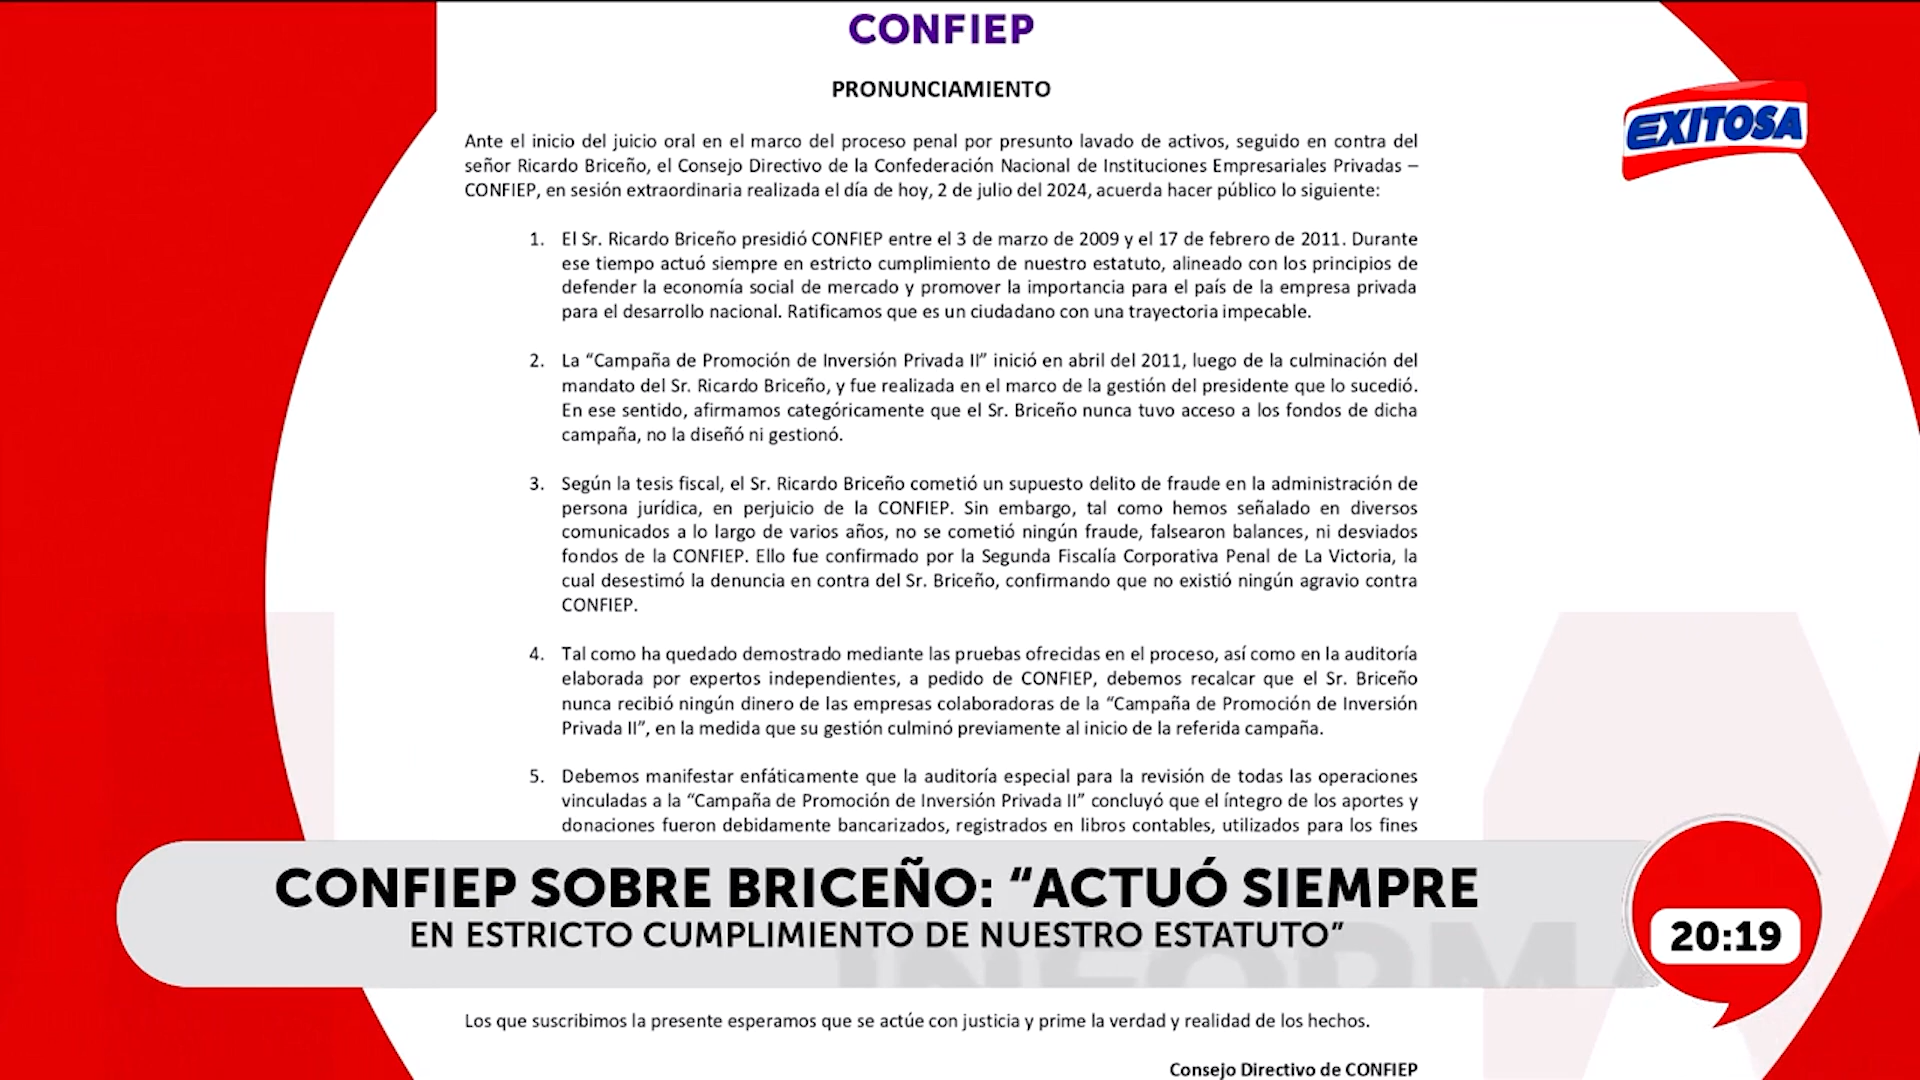 CONFIEP
PRONUNCIAMIENTO
EXITOSA
Ante el inicio del juicio oral en el marco del proceso penal por presunto lavado de activos, seguido en contra del
señor Ricardo Briceño, el Consejo Directivo de la Confederación Nacional de Instituciones Empresariales Privadas –
CONFIEP, en sesión extraordinaria realizada el día de hoy, 2 de julio del 2024, acuerda hacer público lo siguiente:
1. El Sr. Ricardo Briceño presidió CONFIEP entre el 3 de marzo de 2009 y el 17 de febrero de 2011. Durante
ese tiempo actuó siempre en estricto cumplimiento de nuestro estatuto, alineado con los principios de
defender la economía social de mercado y promover la importancia para el país de la empresa privada
para el desarrollo nacional. Ratificamos que es un ciudadano con una trayectoria impecable.
2. La “Campaña de Promoción de Inversión Privada II” inició en abril del 2011, luego de la culminación del
mandato del Sr. Ricardo Briceño, y fue realizada en el marco de la gestión del presidente que lo sucedió.
En ese sentido, afirmamos categóricamente que el Sr. Briceño nunca tuvo acceso a los fondos de dicha
campaña, no la diseñó ni gestionó.
3. Según la tesis fiscal, el Sr. Ricardo Briceño cometió un supuesto delito de fraude en la administración de
persona jurídica, en perjuicio de la CONFIEP. Sin embargo, tal como hemos señalado en diversos
comunicados a lo largo de varios años, no se cometió ningún fraude, falsearon balances, ni desviados
fondos de la CONFIEP. Ello fue confirmado por la Segunda Fiscalía Corporativa Penal de La Victoria, la
cual desestimó la denuncia en contra del Sr. Briceño, confirmando que no existió ningún agravio contra
CONFIEP.
4. Tal como ha quedado demostrado mediante las pruebas ofrecidas en el proceso, así como en la auditoría
elaborada por expertos independientes, a pedido de CONFIEP, debemos recalcar que el Sr. Briceño
nunca recibió ningún dinero de las empresas colaboradoras de la “Campaña de Promoción de Inversión
Privada II”, en la medida que su gestión culminó previamente al inicio de la referida campaña.
5. Debemos manifestar enfáticamente que la auditoría especial para la revisión de todas las operaciones
vinculadas a la “Campaña de Promoción de Inversión Privada II” concluyó que el íntegro de los aportes y
donaciones fueron debidamente bancarizados, registrados en libros contables, utilizados para los fines
CONFIEP SOBRE BRICEÑO: “ACTUÓ SIEMPRE
EN ESTRICTO CUMPLIMIENTO DE NUESTRO ESTATUTO”
20:19
Los que suscribimos la presente esperamos que se actúe con justicia y prime la verdad y realidad de los hechos.
Consejo Directivo de CONFIEP